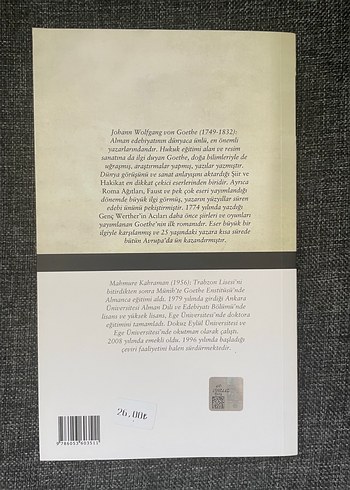 Johann Wolfgang von Goethe (1749-1832):
Alman edebiyatının dünyaca ünlü, en önemli
yazarlarındandır. Hukuk eğitimi alan ve resim
sanatına da ilgi duyan Goethe, doğa bilimleriyle de
uğraşmış, araştırmalar yapmış, yazılar yazmıştır.
Dünya görüşünü ve sanat anlayışını aktardığı Şiir ve
Hakikat en dikkat çekici eserlerinden biridir. Ayrıca
Roma Ağıtları, Faust ve pek çok eseri yayımlandığı
dönemde büyük ilgi görmüş, yazarın yüzyıllar süren
edebi ününü pekiştirmiştir. 1774 yılında yazdığı
Genç Werther'in Acıları daha önce şiirleri ve oyunları
yayımlanan Goethe'nin ilk romanıdır. Eser büyük bir
ilgiyle karşılanmış ve 25 yaşındaki yazara kısa sürede
bütün Avrupa'da ün kazandırmıştır.
Mahmure Kahraman (1956): Trabzon Lisesi'ni
bitirdikten sonra Münih'te Goethe Enstitüsü'nde
Almanca eğitimi aldı. 1979 yılında girdiği Ankara
Üniversitesi Alman Dili ve Edebiyatı Bölümü'nde
lisans ve yüksek lisans, Ege Üniversitesi'nde doktora
eğitimini tamamladı. Dokuz Eylül Üniversitesi ve
Ege Üniversitesi'nde okutman olarak çalıştı.
2008 yılında emekli oldu. 1996 yılında başladığı
çeviri faaliyetini halen sürdürmektedir.
26,00₺
9 786053 603511